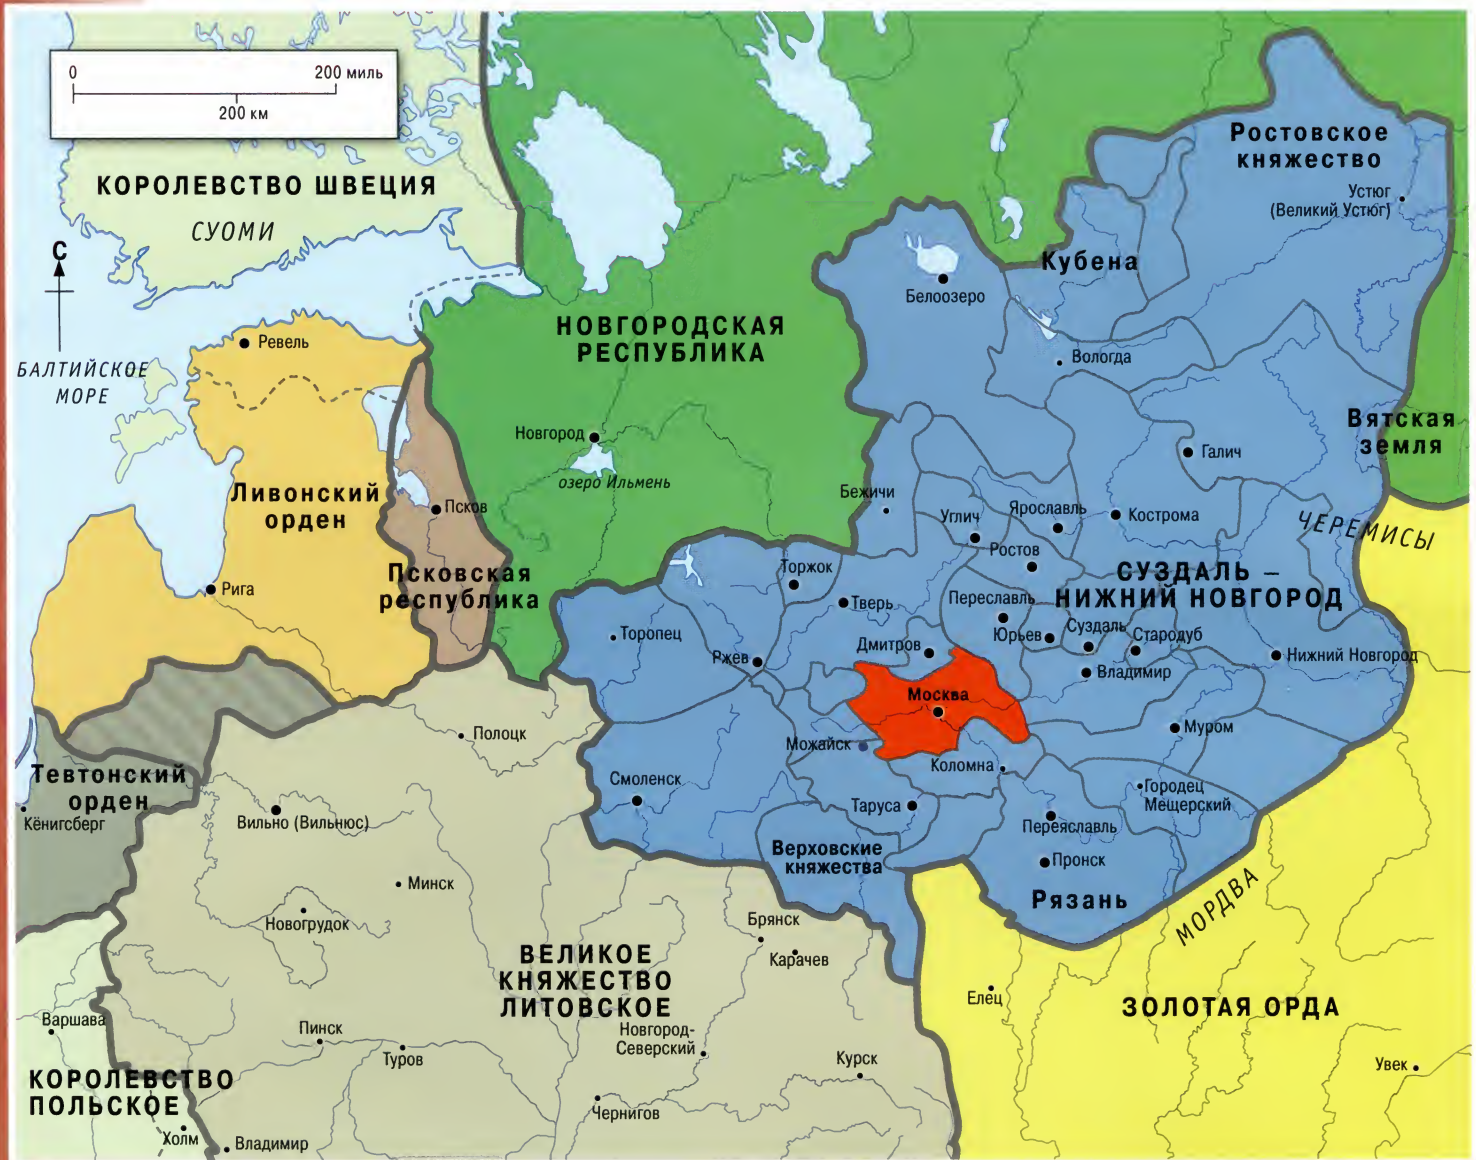 0
200 МИЛЬ
200 КМ
КОРОЛЕВСТВО ШВЕЦИЯ
СУОМИ
С
БАЛТИЙСКОЕ
МОРЕ
Ревель
НОВГОРОДСКАЯ
РЕСПУБЛИКА
Новгород
озеро Ильмень
Ливонский
орден
Рига
Псков
Псковская
республика
Ростовское
княжество
Устюг
(Великий Устюг)
Кубена
Белоозеро
Вологда
Вятская
земля
Галич
Бежичи
Углич
Ярославль
Кострома
ЧЕРЕМИСЫ
Ростов
СУЗДАЛЬ –
НИЖНИЙ НОВГОРОД
Торжок
Тверь
Переславль
Юрьев
Суздаль
Стародуб
Торопец
Ржев
Дмитров
Владимир
Нижний Новгород
Москва
Муром
Можайск
Коломна
Городец
Мещерский
Смоленск
Таруса
Переяславль
Верховские
княжества
Пронск
Рязань
МОРДВА
Полоцк
Тевтонский
орден
Кёнигсберг
Вильно (Вильнюс)
Минск
Новогрудок
Брянск
Карачев
ВЕЛИКОЕ
КНЯЖЕСТВО
ЛИТОВСКОЕ
Елец
ЗОЛОТАЯ ОРДА
Варшава
Пинск
Туров
Новгород-
Северский
Курск
Увек
КОРОЛЕВСТВО
ПОЛЬСКОЕ
Чернигов
Холм
Владимир